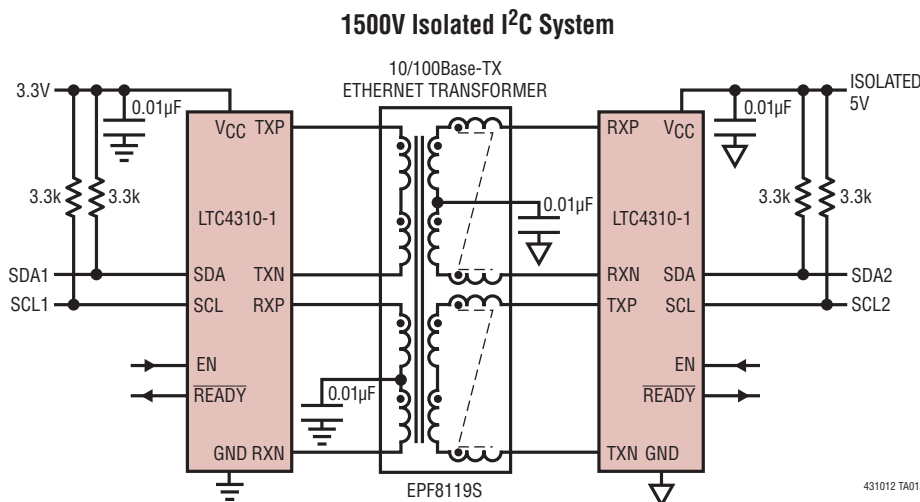 1500V Isolated I²C System
10/100Base-TX
ETHERNET TRANSFORMER
3.3V
0.01µF
3.3k
3.3k
VCC TXP
LTC4310-1
SDA1
SDA TXN
SCL1
SCL RXP
EN
READY
0.01µF
GND RXN
EPF8119S
0.01µF
RXP VCC
0.01µF
ISOLATED
5V
3.3k
3.3k
LTC4310-1
RXN SDA
SDA2
TXP SCL
SCL2
EN
READY
TXN GND
431012 TA01